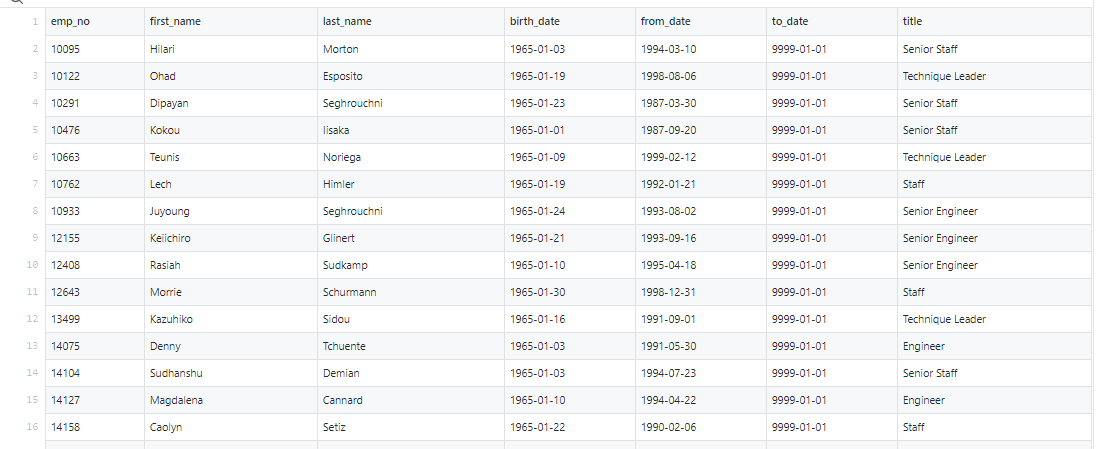 1 emp_no first_name last_name birth_date from_date to_date title
2 10095 Hilari Morton 1965-01-03 1994-03-10 9999-01-01 Senior Staff
3 10122 Ohad Esposito 1965-01-19 1998-08-06 9999-01-01 Technique Leader
4 10291 Dipayan Seghrouchni 1965-01-23 1987-03-30 9999-01-01 Senior Staff
5 10476 Kokou Iisaka 1965-01-01 1987-09-20 9999-01-01 Senior Staff
6 10663 Teunis Noriega 1965-01-09 1999-02-12 9999-01-01 Technique Leader
7 10762 Lech Himler 1965-01-19 1992-01-21 9999-01-01 Staff
8 10933 Juyoung Seghrouchni 1965-01-24 1993-08-02 9999-01-01 Senior Engineer
9 12155 Keiichiro Glinert 1965-01-21 1993-09-16 9999-01-01 Senior Engineer
10 12408 Rasiah Sudkamp 1965-01-10 1995-04-18 9999-01-01 Senior Engineer
11 12643 Morrie Schurmann 1965-01-30 1998-12-31 9999-01-01 Staff
12 13499 Kazuhiko Sidou 1965-01-16 1991-09-01 9999-01-01 Technique Leader
13 14075 Denny Tchuente 1965-01-03 1991-05-30 9999-01-01 Engineer
14 14104 Sudhanshu Demian 1965-01-03 1994-07-23 9999-01-01 Senior Staff
15 14127 Magdalena Cannard 1965-01-10 1994-04-22 9999-01-01 Engineer
16 14158 Caolyn Setiz 1965-01-22 1990-02-06 9999-01-01 Staff